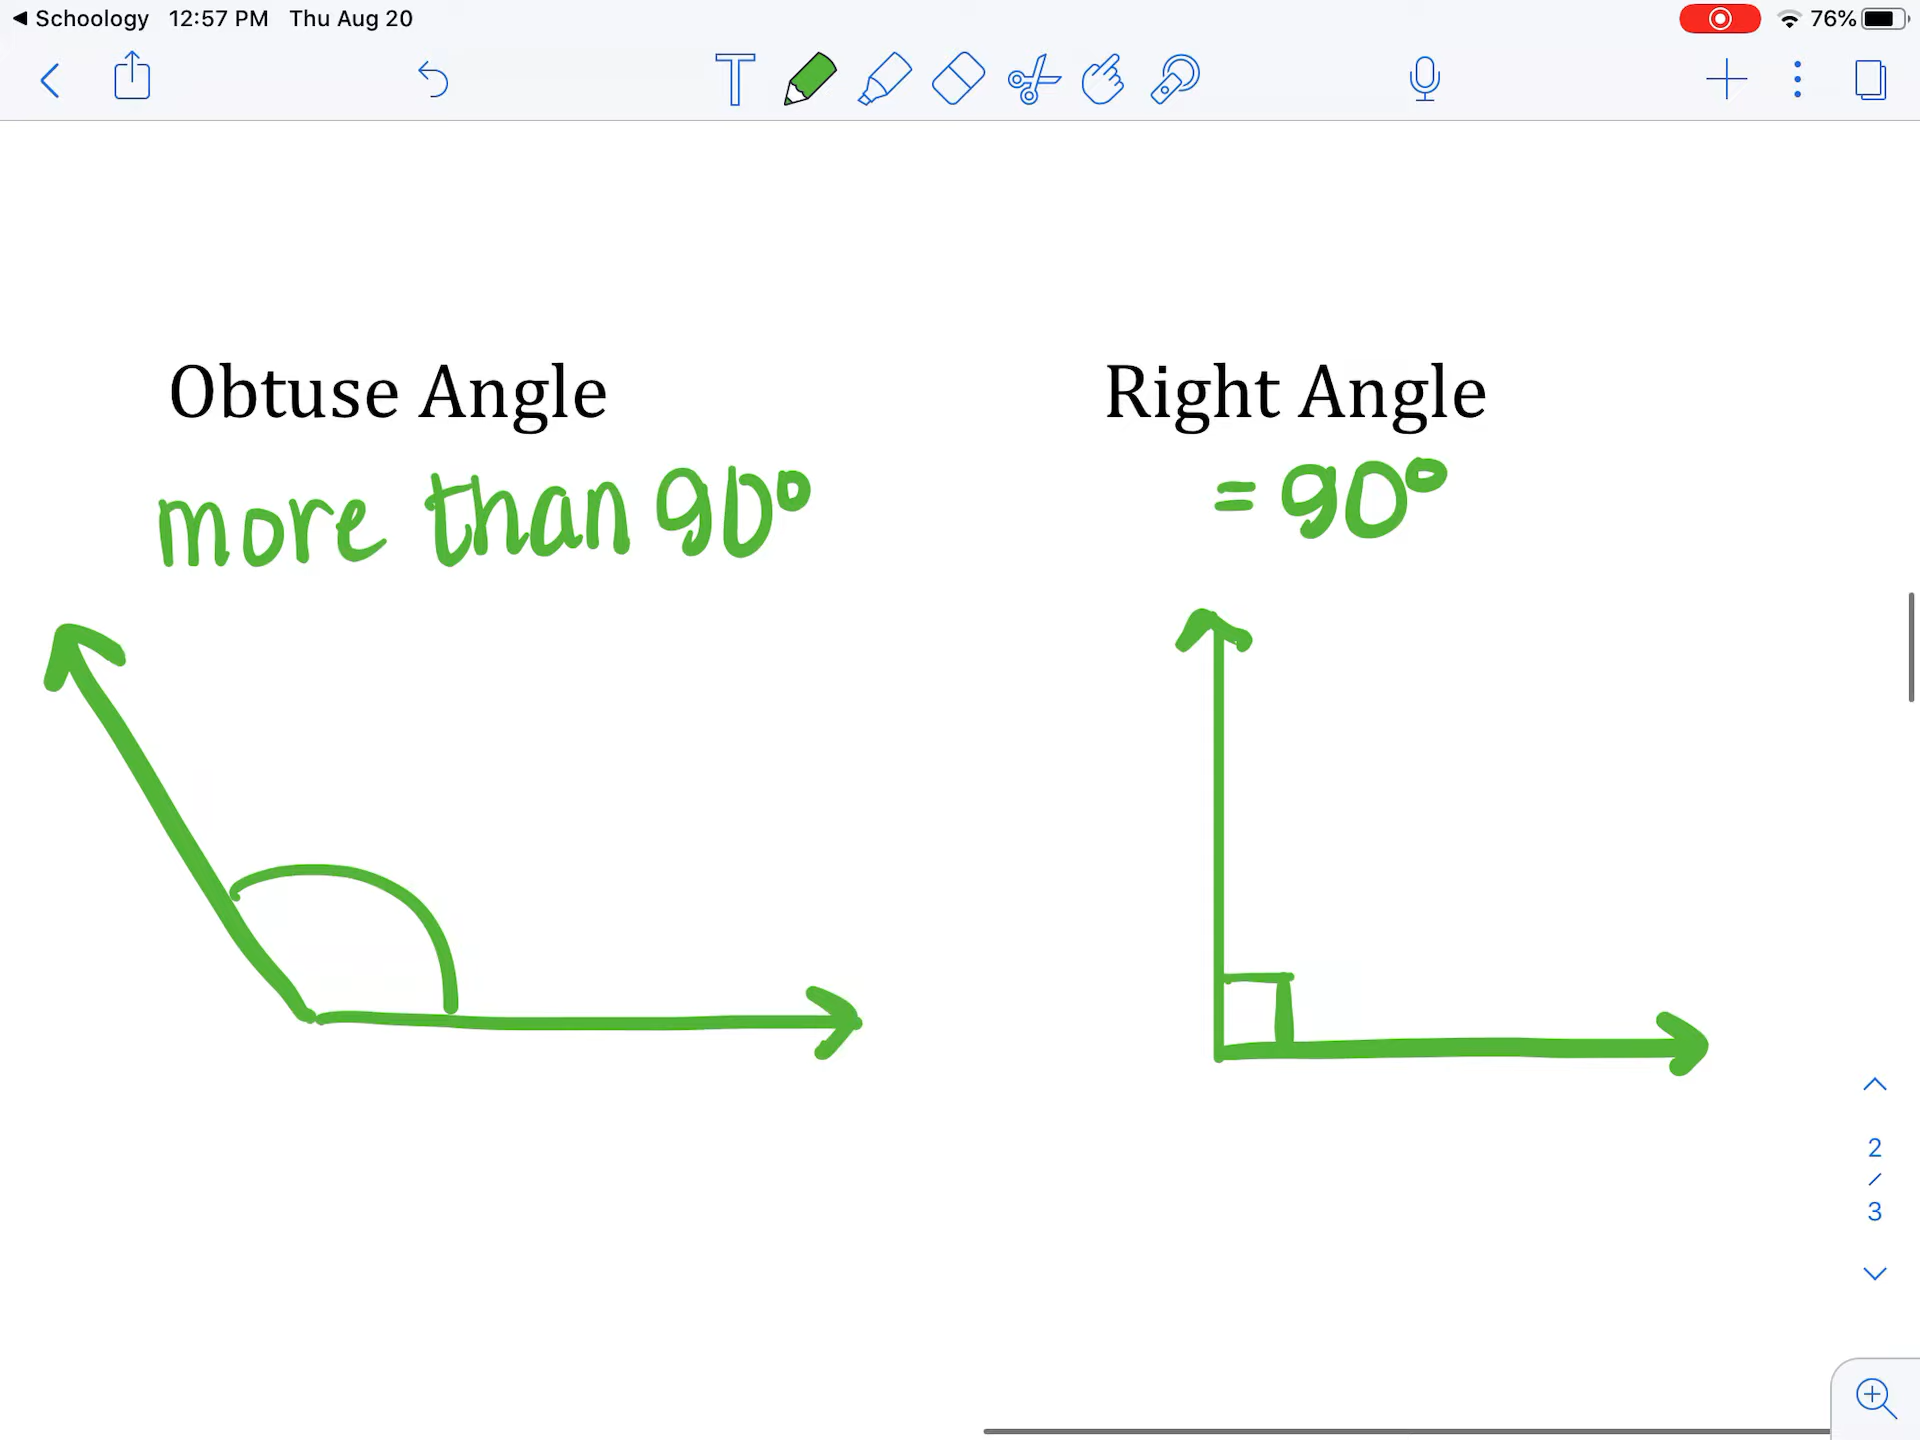 Schoology 12:57 PM Thu Aug 20 76%
T
Obtuse Angle
more than 90°
Right Angle
= 90°
2
/
3